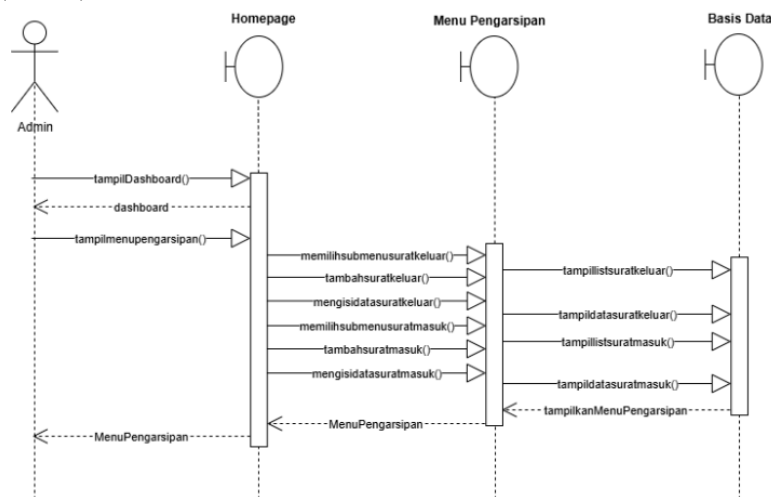 Homepage
Menu Pengarsipan
Basis Data
Admin
tampilDashboard()
dashboard
tampilmenupengarsipan()
memilihsubmenusuratkeluar()
tampillistsuratkeluar()
tambahsuratkeluar()
mengisidatasuratkeluar()
tampildatasuratkeluar()
memilihsubmenusuratmasuk()
tampillistsuratmasuk()
tambahsuratmasuk()
mengisidatasuratmasuk()
tampildatasuratmasuk()
tampilkanMenuPengarsipan
MenuPengarsipan
MenuPengarsipan